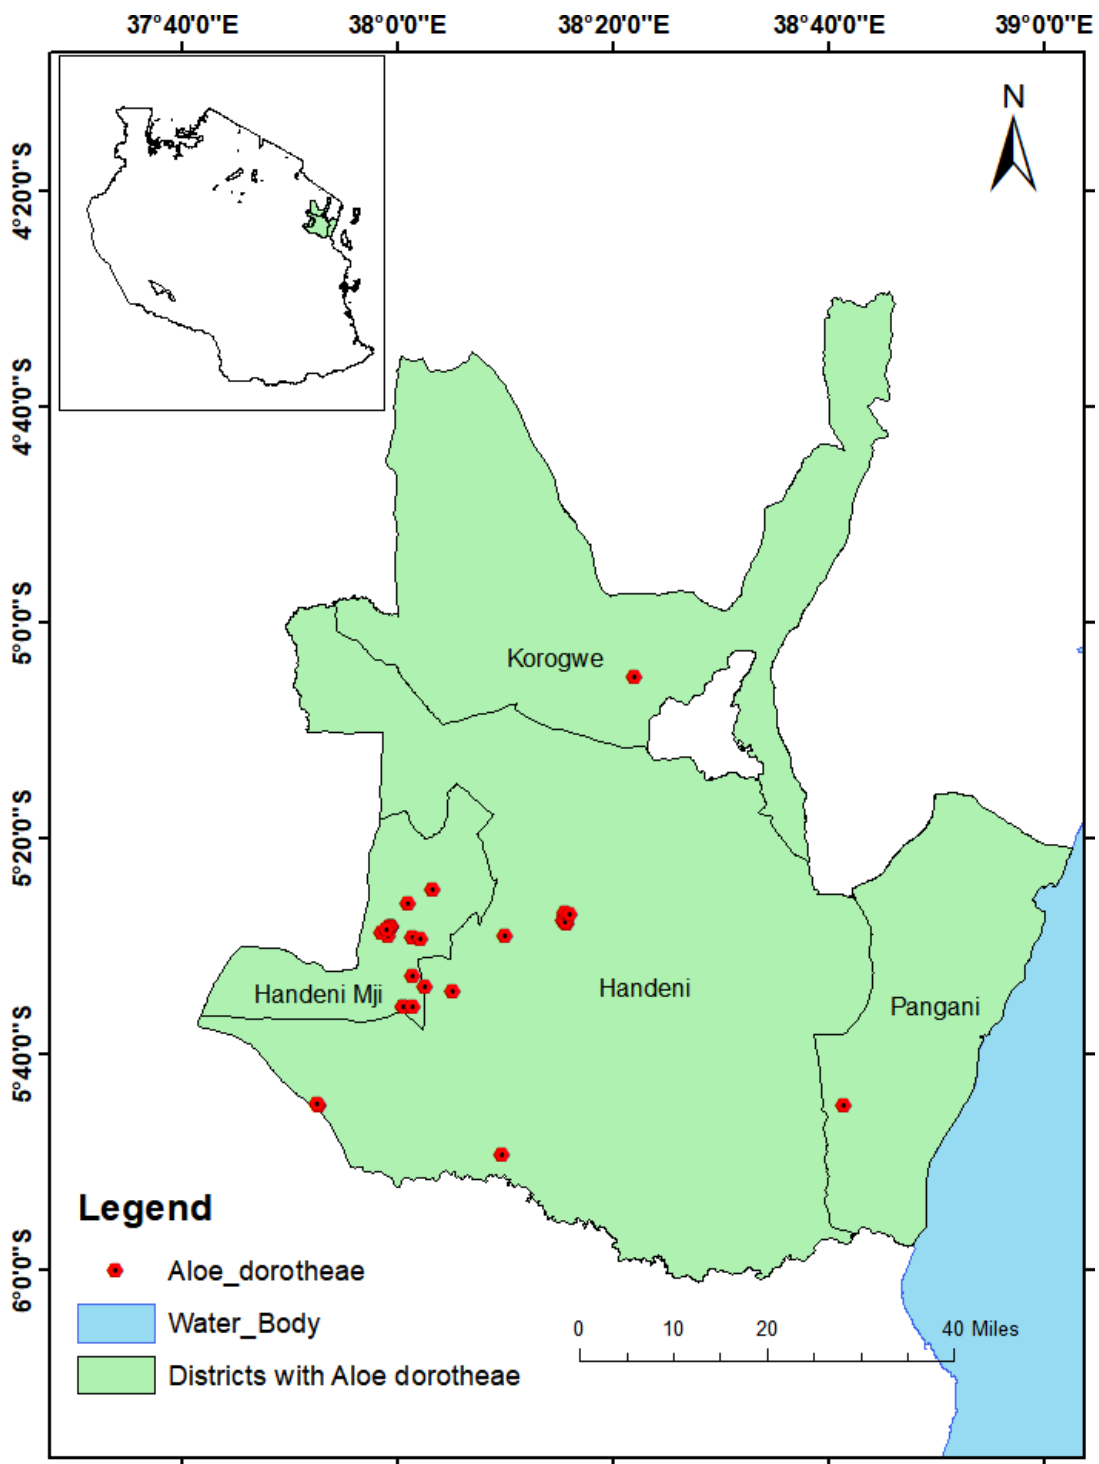 37°40'0"E 38°0'0"E 38°20'0"E 38°40'0"E 39°0'0"E
N
4°20'0"S
4°40'0"S
5°0'0"S
Korogwe
5°20'0"S
Handeni Mji
Handeni
Pangani
5°40'0"S
6°0'0"S
Legend
Aloe_dorotheae
Water_Body
Districts with Aloe dorotheae
0 10 20 40 Miles